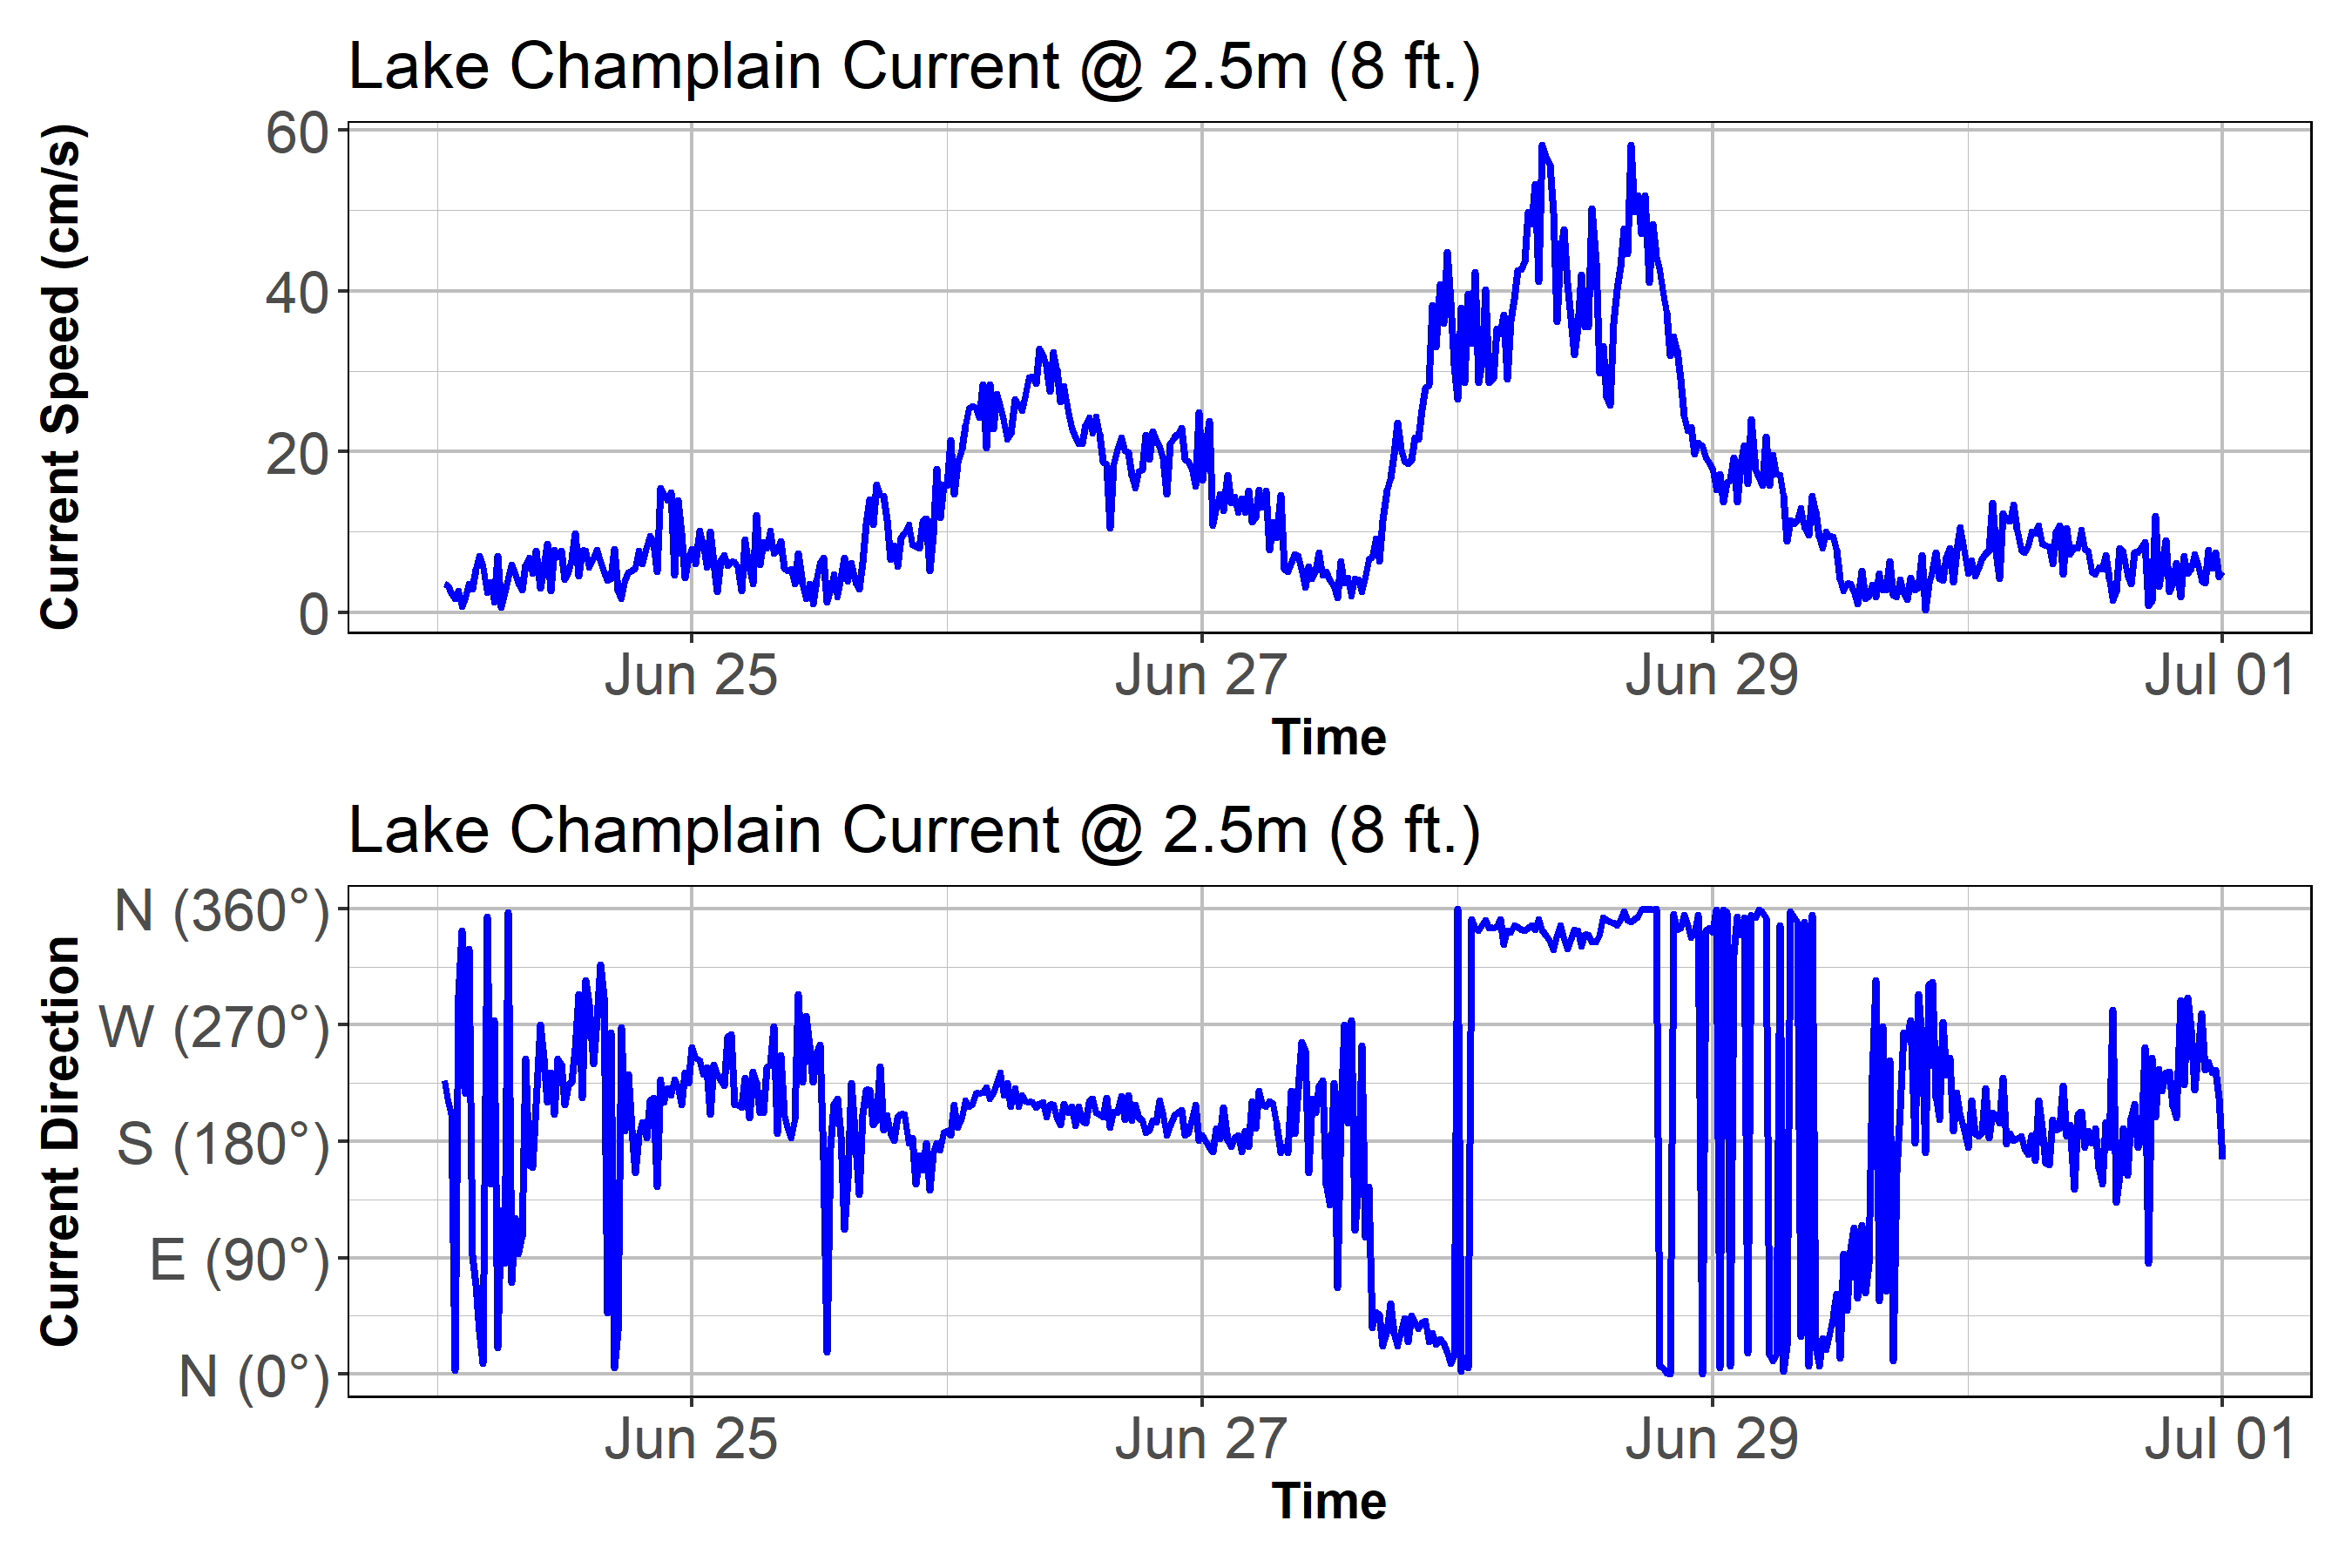 Lake Champlain Current @ 2.5m (8 ft.)
Current Speed (cm/s)
60
40
20
0
Jun 25 Jun 27 Jun 29 Jul 01
Time
Lake Champlain Current @ 2.5m (8 ft.)
Current Direction
N (360°)
W (270°)
S (180°)
E (90°)
N (0°)
Jun 25 Jun 27 Jun 29 Jul 01
Time